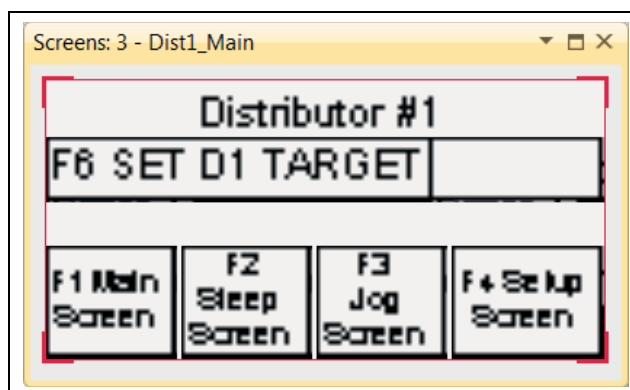 Screens: 3 - Dist1_Main
Distributor #1
F6 SET D1 TARGET
F1 Main
Screen
F2
Sleep
Screen
F3
Jog
Screen
F4 Setup
Screen